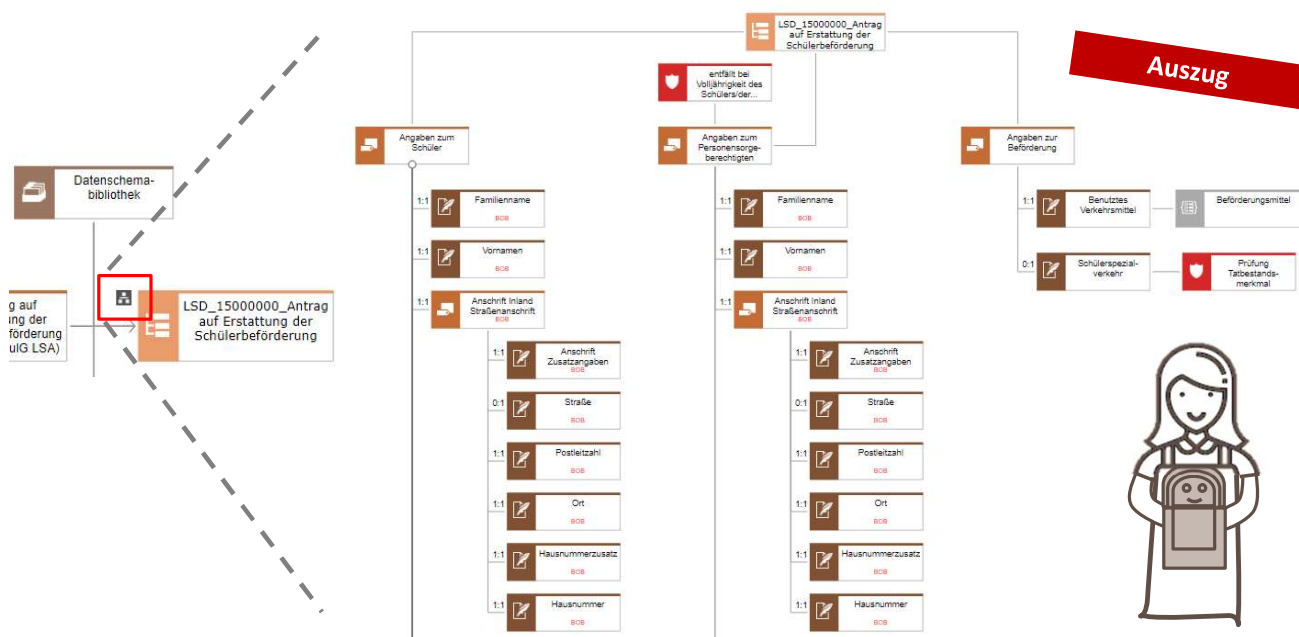 LSD_15000000_Antrag
auf Erstattung der
Schülerbeförderung
Auszug
entfällt bei
Volljährigkeit des
Schülers/der...
Angaben zum
Schüler
Angaben zum
Personensorge-
berechtigten
Angaben zur
Beförderung
Datenschema-
bibliothek
g auf
ung der
förderung
uIG LSA)
LSD_15000000_Antrag
auf Erstattung der
Schülerbeförderung
1:1
Familienname
BOB
1:1
Vornamen
BOB
1:1
Anschrift Inland
Straßenanschrift
BOB
1:1
Anschrift
Zusatzangaben
BOB
0:1
Straße
BOB
1:1
Postleitzahl
BOB
1:1
Ort
BOB
1:1
Hausnummerzusatz
BOB
1:1
Hausnummer
BOB
1:1
Familienname
BOB
1:1
Vornamen
BOB
1:1
Anschrift Inland
Straßenanschrift
BOB
1:1
Anschrift
Zusatzangaben
BOB
0:1
Straße
BOB
1:1
Postleitzahl
BOB
1:1
Ort
BOB
1:1
Hausnummerzusatz
BOB
1:1
Hausnummer
BOB
1:1
Benutztes
Verkehrsmittel
Beförderungsmittel
0:1
Schülerspezial-
verkehr
Prüfung
Tatbestands-
merkmal